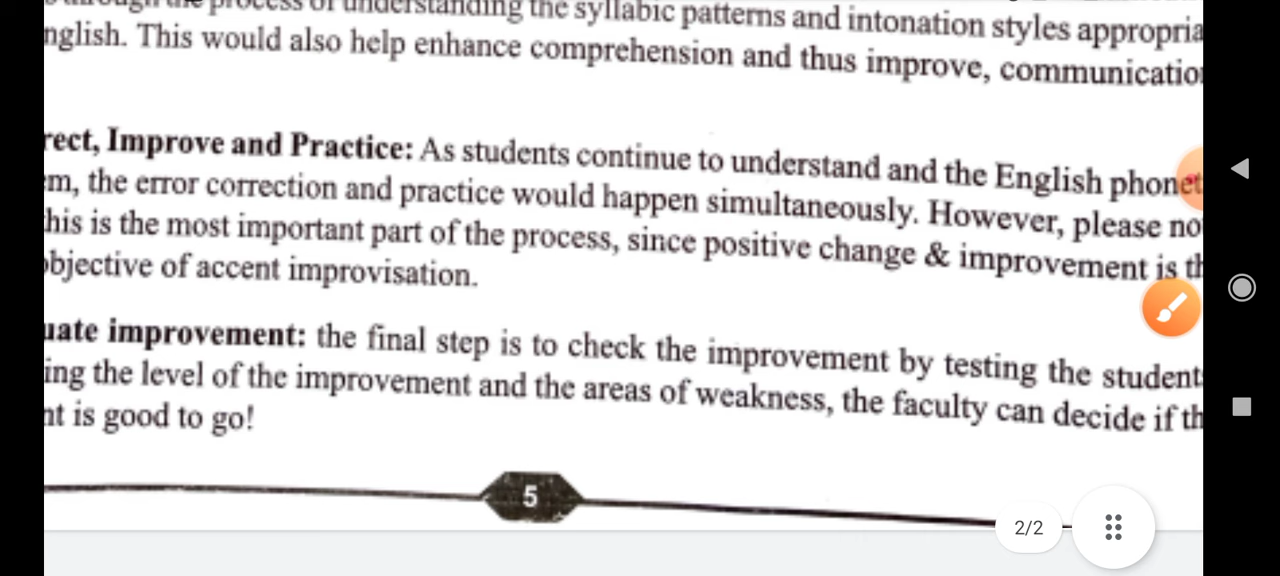 the process of understanding the syllabic patterns and intonation styles appropria
nglish. This would also help enhance comprehension and thus improve, communication
rect, Improve and Practice: As students continue to understand and the English phonet
m, the error correction and practice would happen simultaneously. However, please no
his is the most important part of the process, since positive change & improvement is th
objective of accent improvisation.
uate improvement: the final step is to check the improvement by testing the students
ing the level of the improvement and the areas of weakness, the faculty can decide if th
nt is good to go!
5
2/2